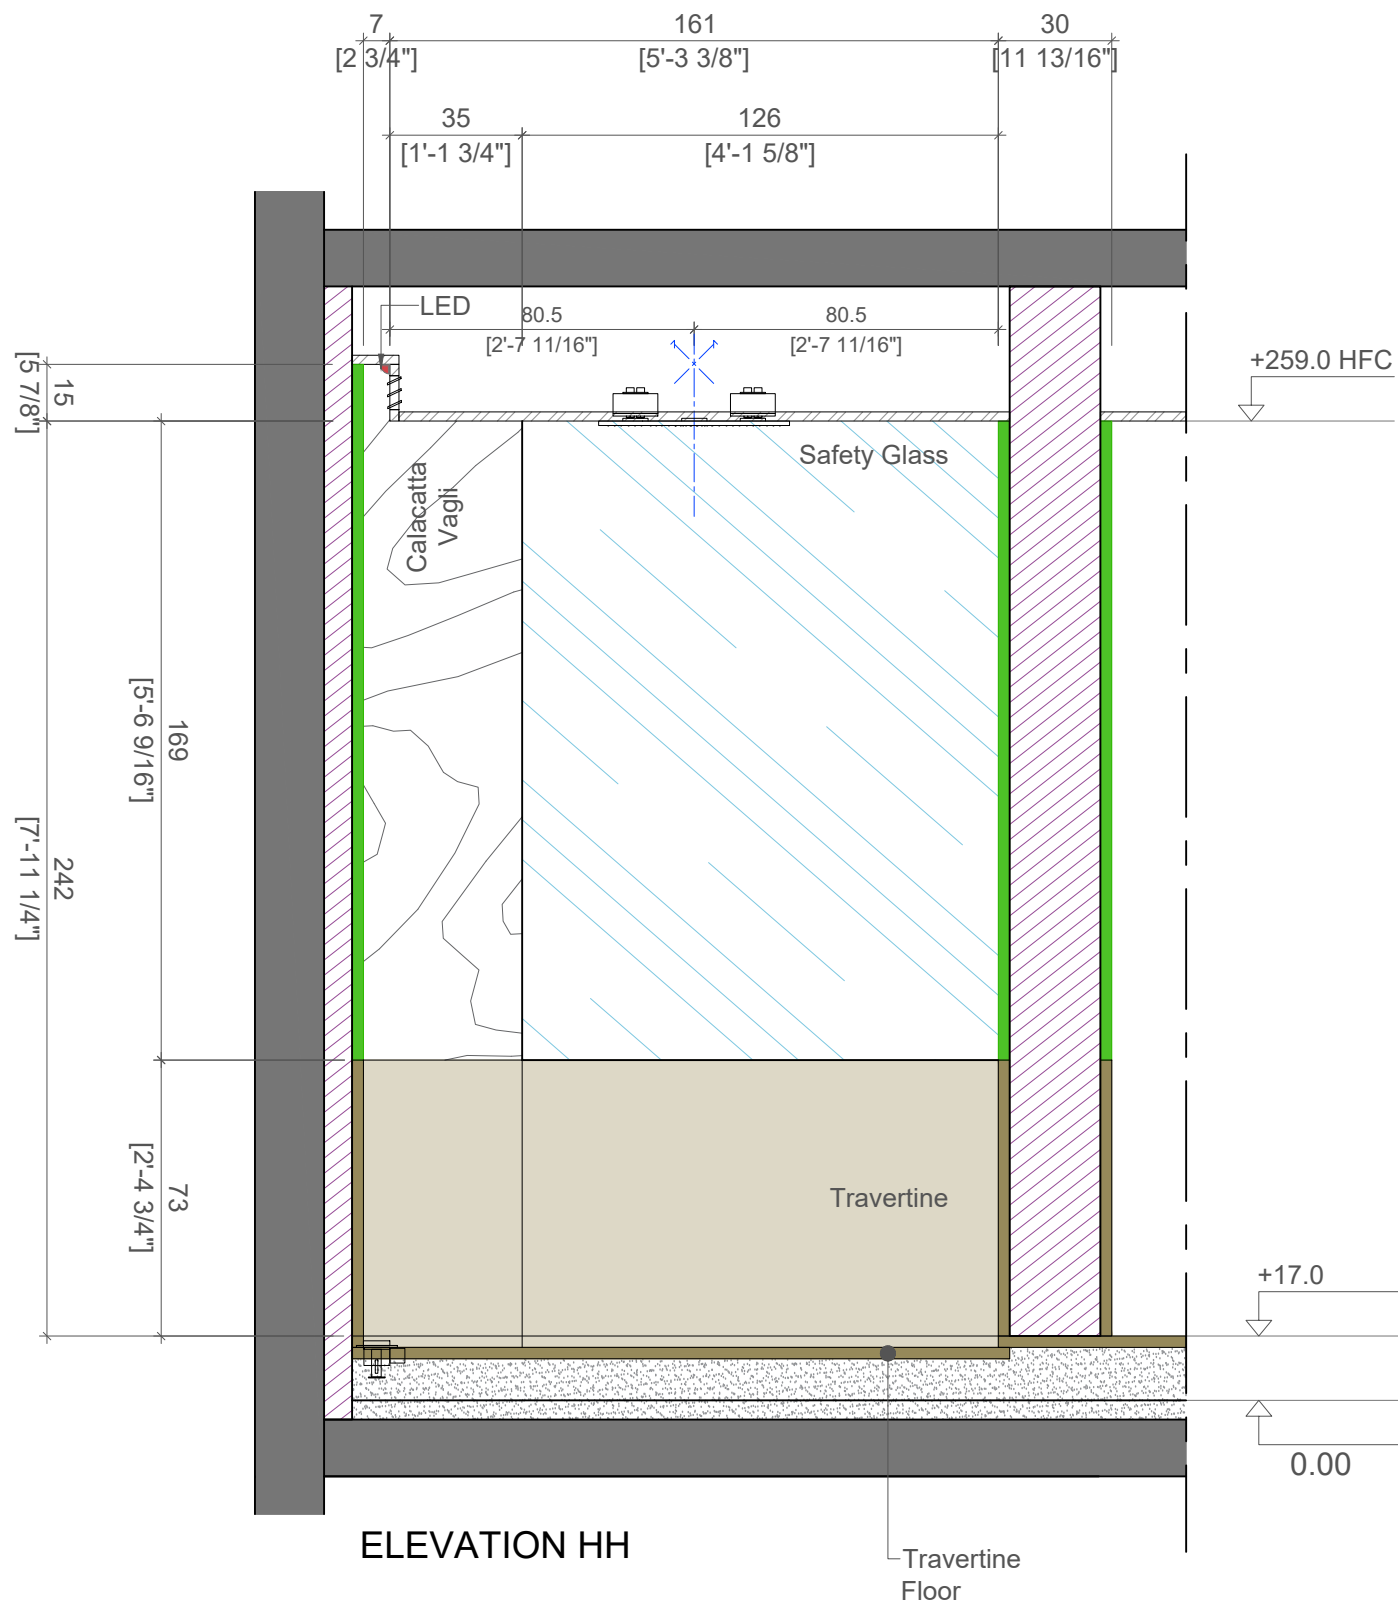 7
[2 3/4"]
161
[5'-3 3/8"]
30
[11 13/16"]
35
[1'-1 3/4"]
126
[4'-1 5/8"]
LED
80.5
[2'-7 11/16"]
80.5
[2'-7 11/16"]
+259.0 HFC
15
[5 7/8"]
Safety Glass
Calacatta
Vagli
169
[5'-6 9/16"]
242
[7'-11 1/4"]
73
[2'-4 3/4"]
Travertine
+17.0
0.00
ELEVATION HH
Travertine
Floor